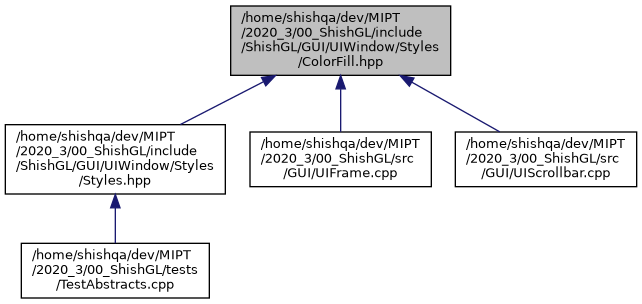 /home/shishqa/dev/MIPT
/2020_3/00_ShishGL/include
/ShishGL/GUI/UIWindow/Styles
/ColorFill.hpp
/home/shishqa/dev/MIPT
/2020_3/00_ShishGL/include
/ShishGL/GUI/UIWindow/Styles
/Styles.hpp
/home/shishqa/dev/MIPT
/2020_3/00_ShishGL/src
/GUI/UIFrame.cpp
/home/shishqa/dev/MIPT
/2020_3/00_ShishGL/src
/GUI/UIScrollbar.cpp
/home/shishqa/dev/MIPT
/2020_3/00_ShishGL/tests
/TestAbstracts.cpp